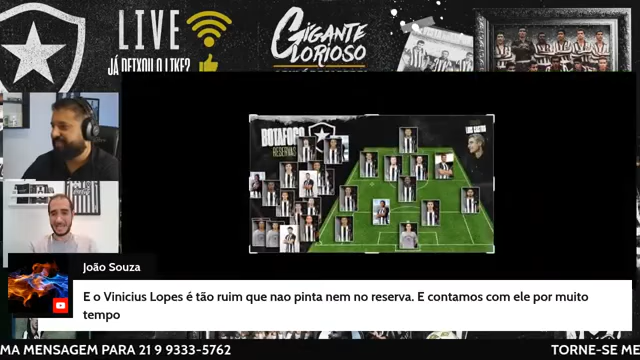 LIVE
JÁ DEIXOU O LIKE?
GIGANTE
GLORIOSO
BOTAFOGO
RESERVAS
LUIS CASTRO
João Souza
E o Vinicius Lopes é tão ruim que nao pinta nem no reserva. E contamos com ele por muito
tempo
MA MENSAGEM PARA 21 9 9333-5762
TORNE-SE ME